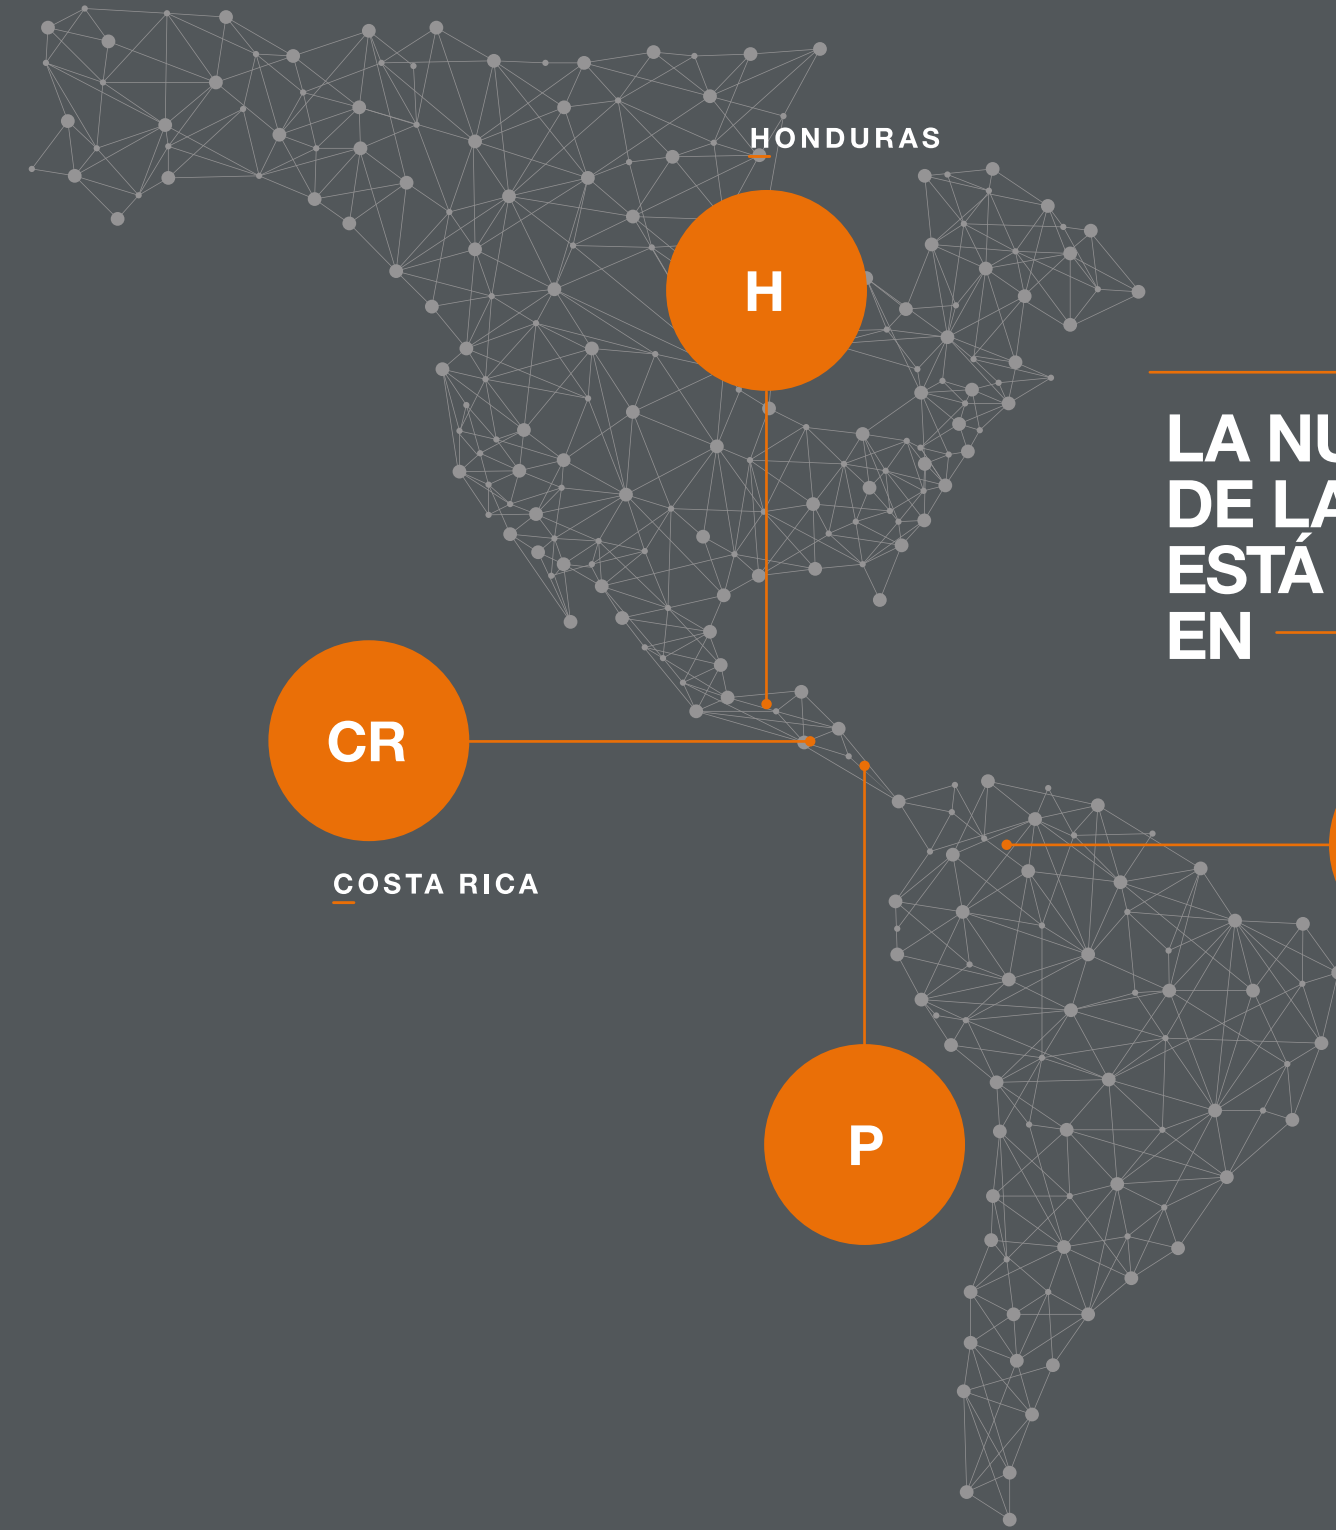 HONDURAS
H
LA NU
DE LA
ESTÁ
EN
CR
COSTA RICA
P